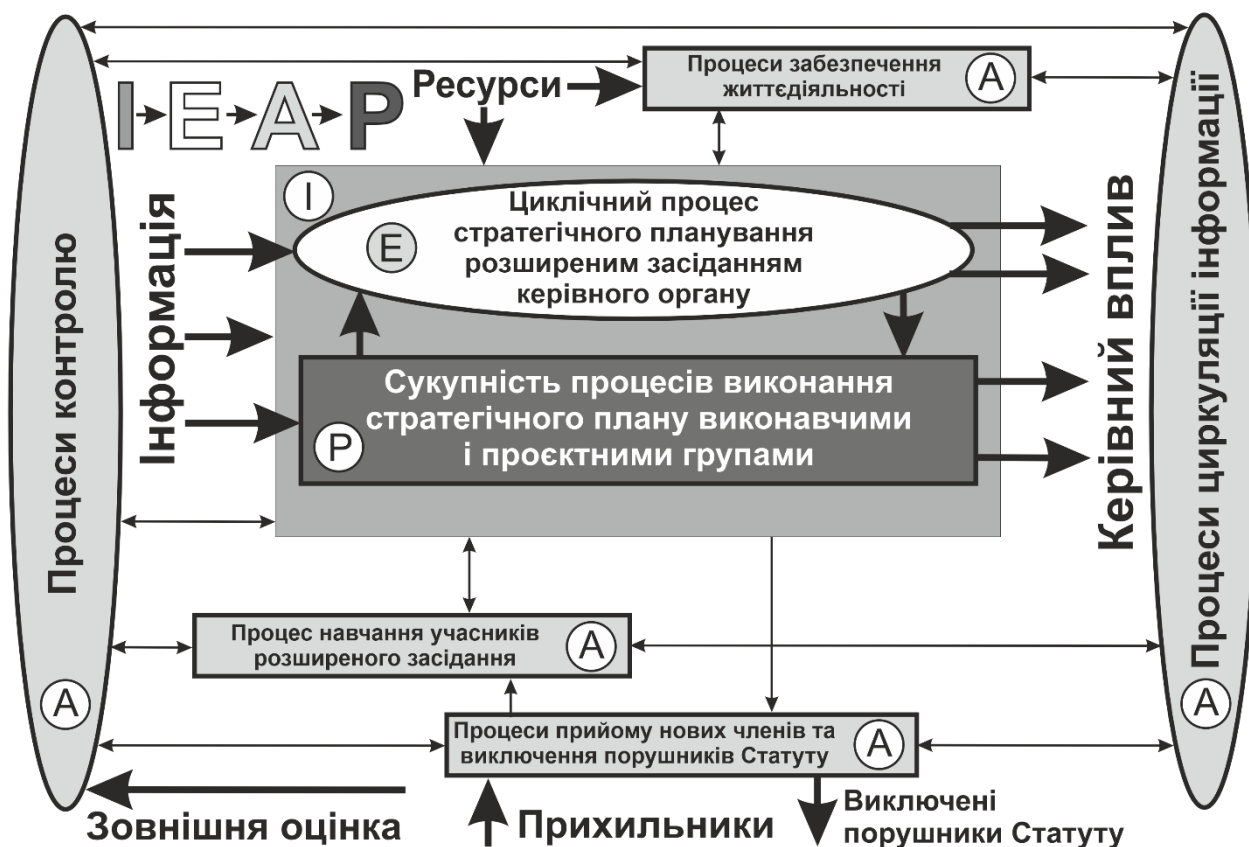 Процеси контролю
А
I E A P
Ресурси
Процеси забезпечення
життєдіяльності
А
Інформація
I
Циклічний процес
стратегічного планування
розширеним засіданням
керівного органу
E
Сукупність процесів виконання
стратегічного плану виконавчими
і проєктними групами
P
Керівний вплив
Процеси циркуляції інформації
А
Процес навчання учасників
розширеного засідання
А
Процеси прийому нових членів та
виключення порушників Статуту
А
Зовнішня оцінка
Прихильники
Виключені
порушники Статуту